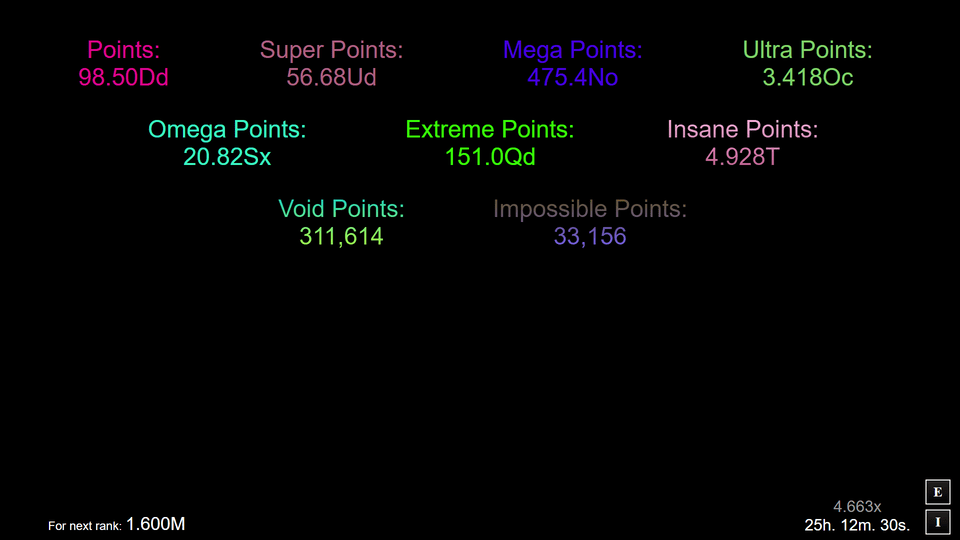 Points:
98.50Dd
Super Points:
56.68Ud
Mega Points:
475.4No
Ultra Points:
3.418Oc
Omega Points:
20.82Sx
Extreme Points:
151.0Qd
Insane Points:
4.928T
Void Points:
311,614
Impossible Points:
33,156
For next rank: 1.600M
4.663x
25h. 12m. 30s.
E
I